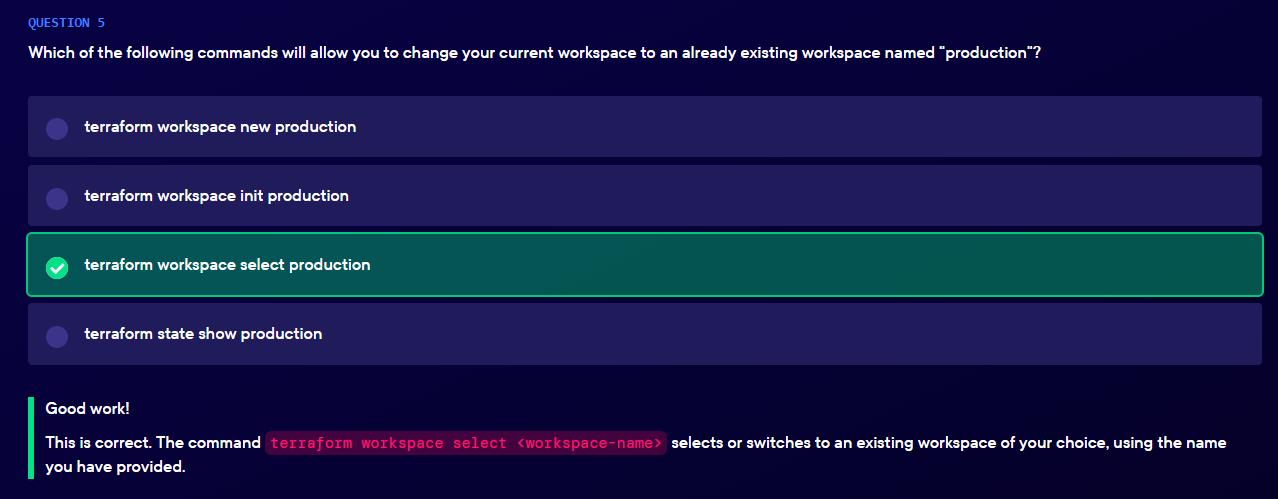 QUESTION 5
Which of the following commands will allow you to change your current workspace to an already existing workspace named "production"?
terraform workspace new production
terraform workspace init production
terraform workspace select production
terraform state show production
Good work!
This is correct. The command terraform workspace select <workspace-name> selects or switches to an existing workspace of your choice, using the name
you have provided.